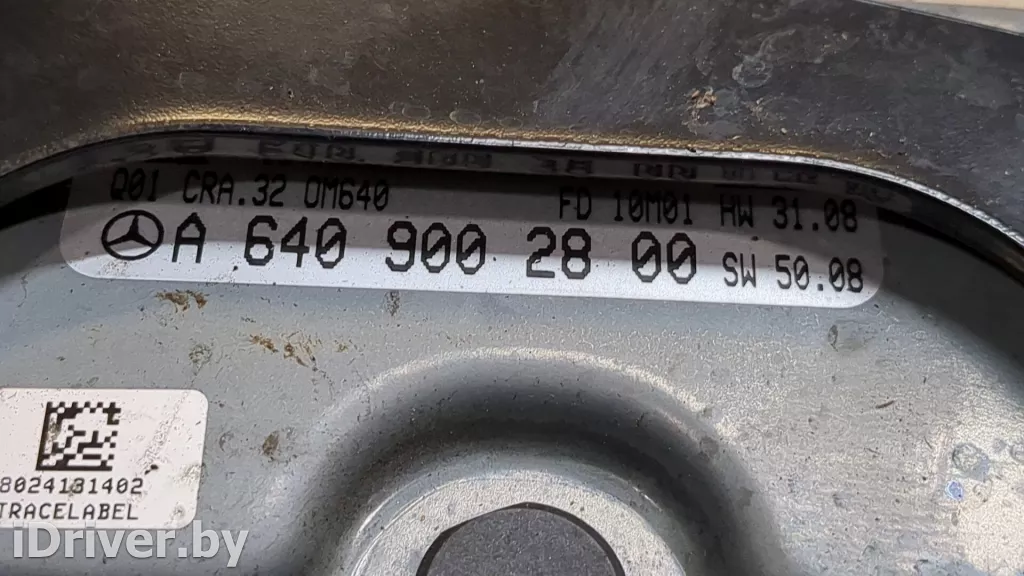 Q01 CRA.32 OM640 FD 10M01 HW 31.08
A 640 900 28 00 SW 50.08
8024131402
TRACELABEL
iDriver.by